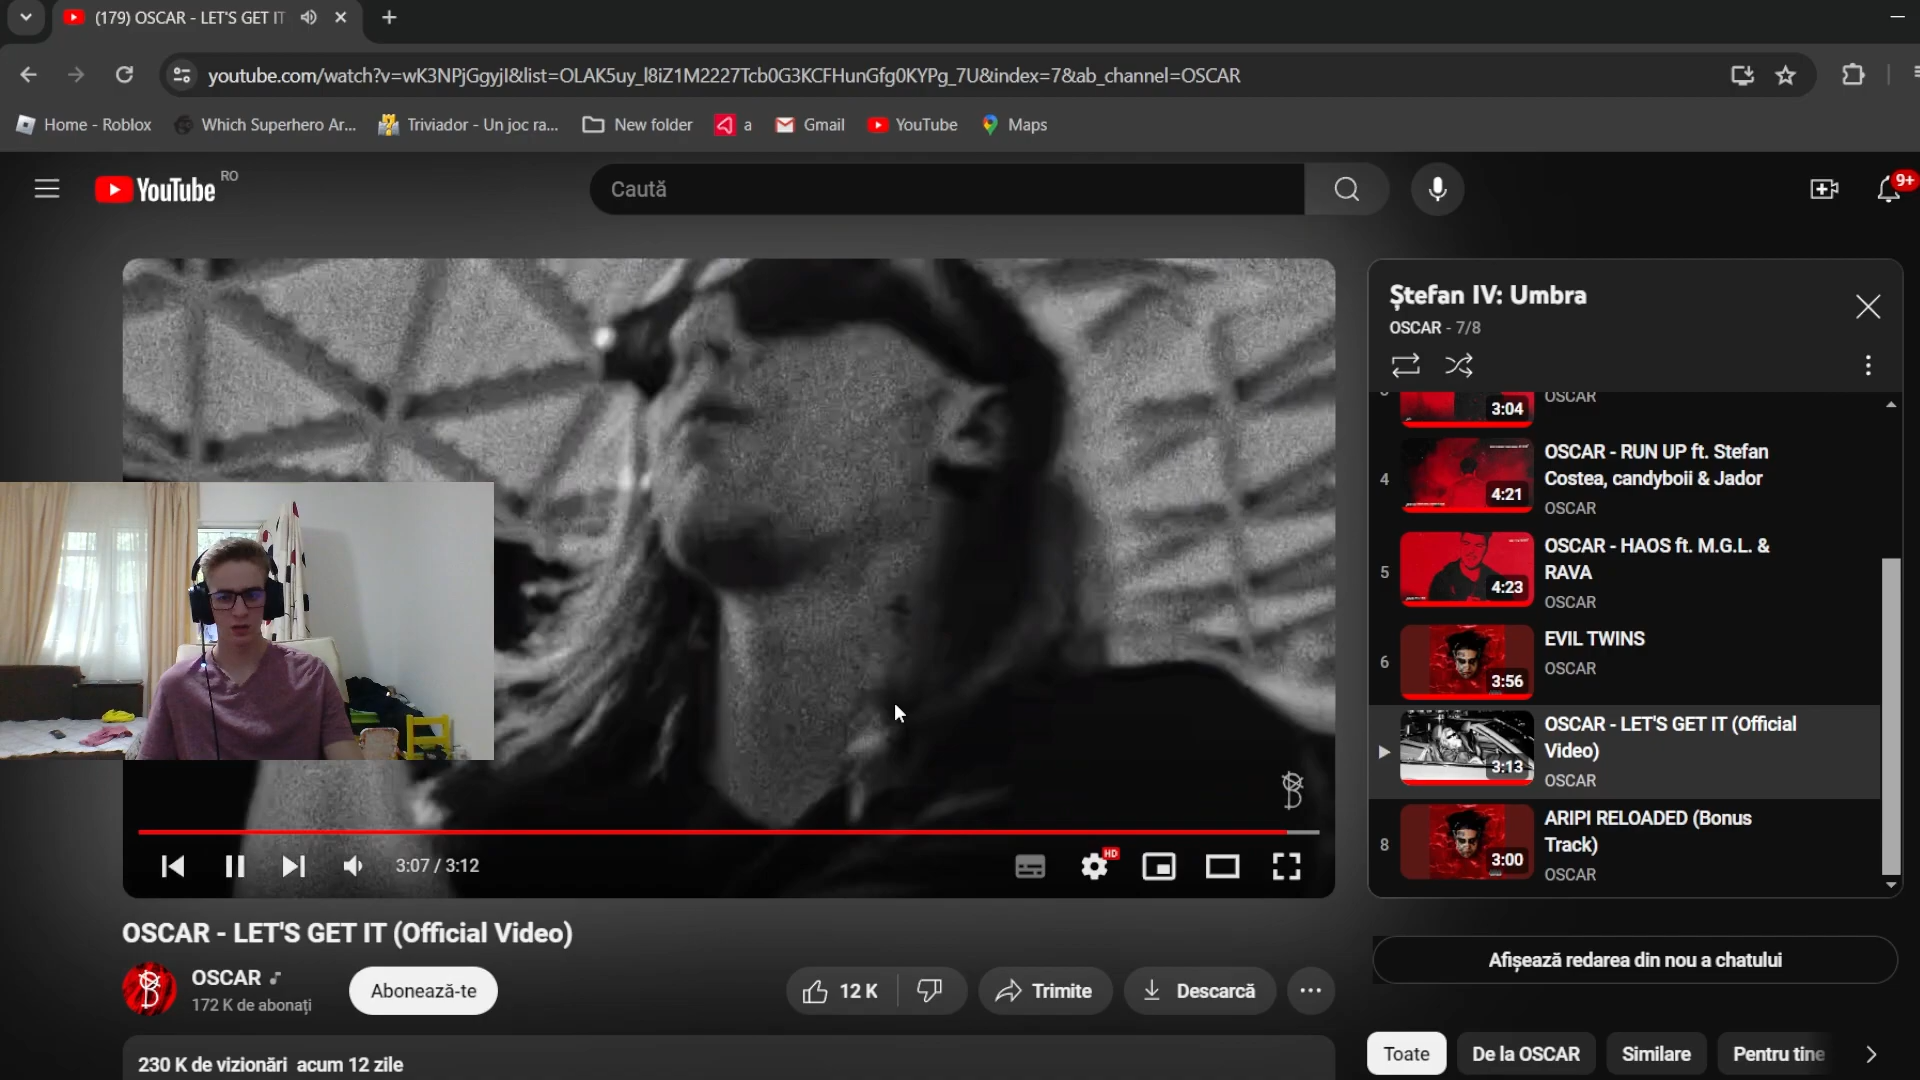 (179) OSCAR - LET'S GET IT
youtube.com/watch?v=wK3NPjGgyjI&list=OLAK5uy_l8iZ1M2227Tcb0G3KCFHunGfg0KYPg_7U&index=7&ab_channel=OSCAR
Home - Roblox
Which Superhero Ar...
Triviador - Un joc ra...
New folder
a
Gmail
YouTube
Maps
YouTube RO
Caută
9+
Ștefan IV: Umbra
OSCAR - 7/8
3:04
OSCAR
4
4:21
OSCAR - RUN UP ft. Stefan
Costea, candyboii & Jador
OSCAR
5
4:23
OSCAR - HAOS ft. M.G.L. &
RAVA
OSCAR
6
3:56
EVIL TWINS
OSCAR
3:13
OSCAR - LET'S GET IT (Official
Video)
OSCAR
8
3:00
ARIPI RELOADED (Bonus
Track)
OSCAR
3:07 / 3:12
HD
OSCAR - LET'S GET IT (Official Video)
OSCAR
172 K de abonați
Abonează-te
12 K
Trimite
Descarcă
230 K de vizionări acum 12 zile
Afișează redarea din nou a chatului
Toate
De la OSCAR
Similare
Pentru tine